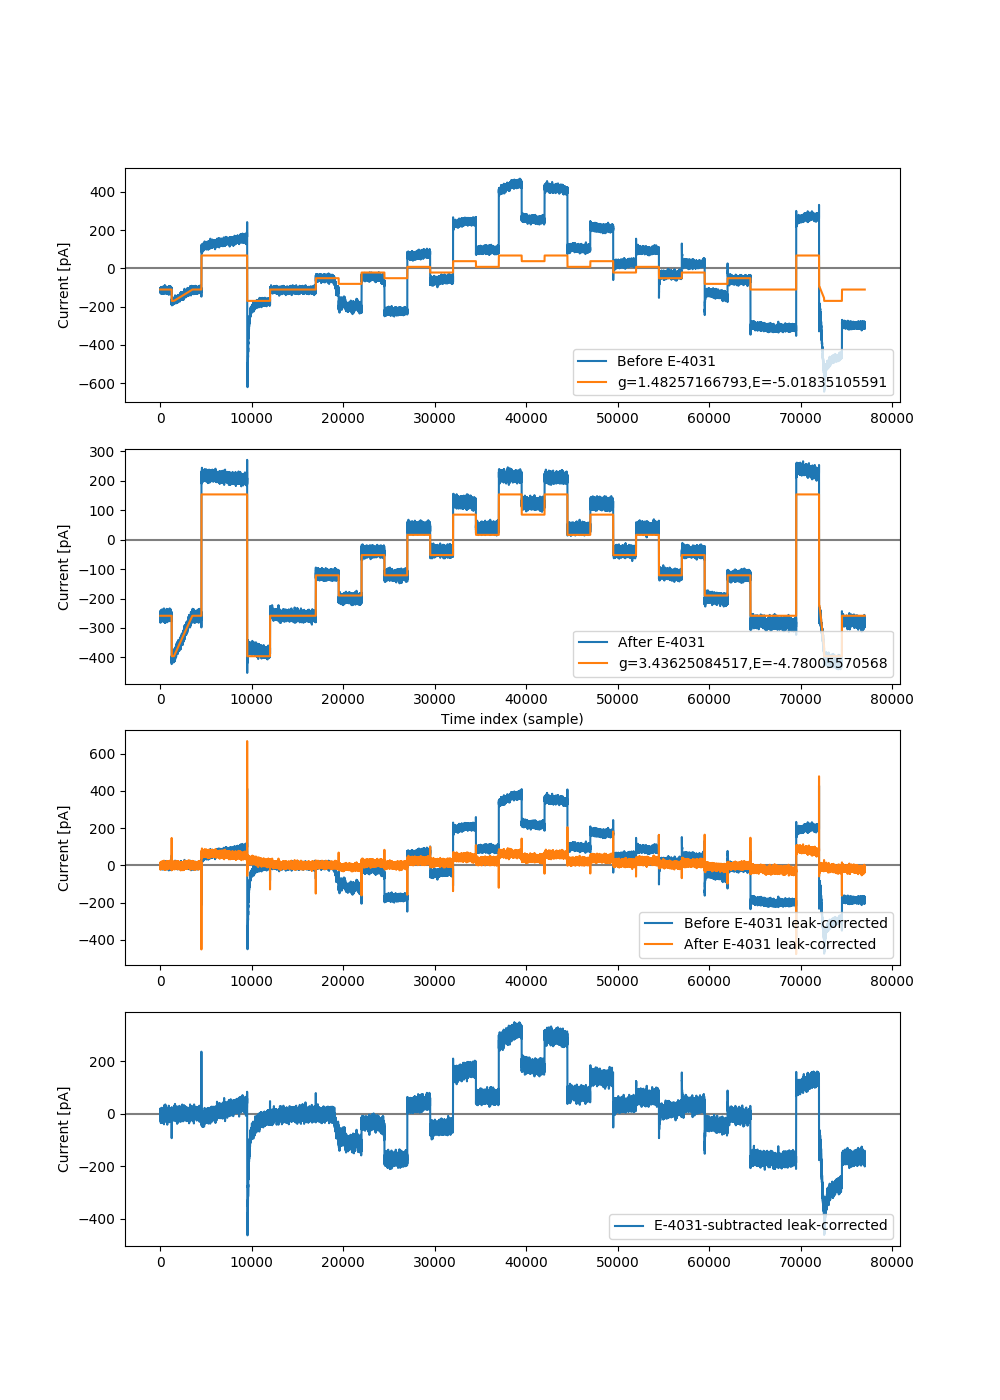 400
200
0
−200
−400
−600
Current [pA]
Before E-4031
g=1.48257166793,E=-5.01835105591
0 10000 20000 30000 40000 50000 60000 70000 80000
300
200
100
0
−100
−200
−300
−400
Current [pA]
After E-4031
g=3.43625084517,E=-4.78005570568
0 10000 20000 30000 40000 50000 60000 70000 80000
Time index (sample)
600
400
200
0
−200
−400
Current [pA]
Before E-4031 leak-corrected
After E-4031 leak-corrected
0 10000 20000 30000 40000 50000 60000 70000 80000
200
0
−200
−400
Current [pA]
E-4031-subtracted leak-corrected
0 10000 20000 30000 40000 50000 60000 70000 80000